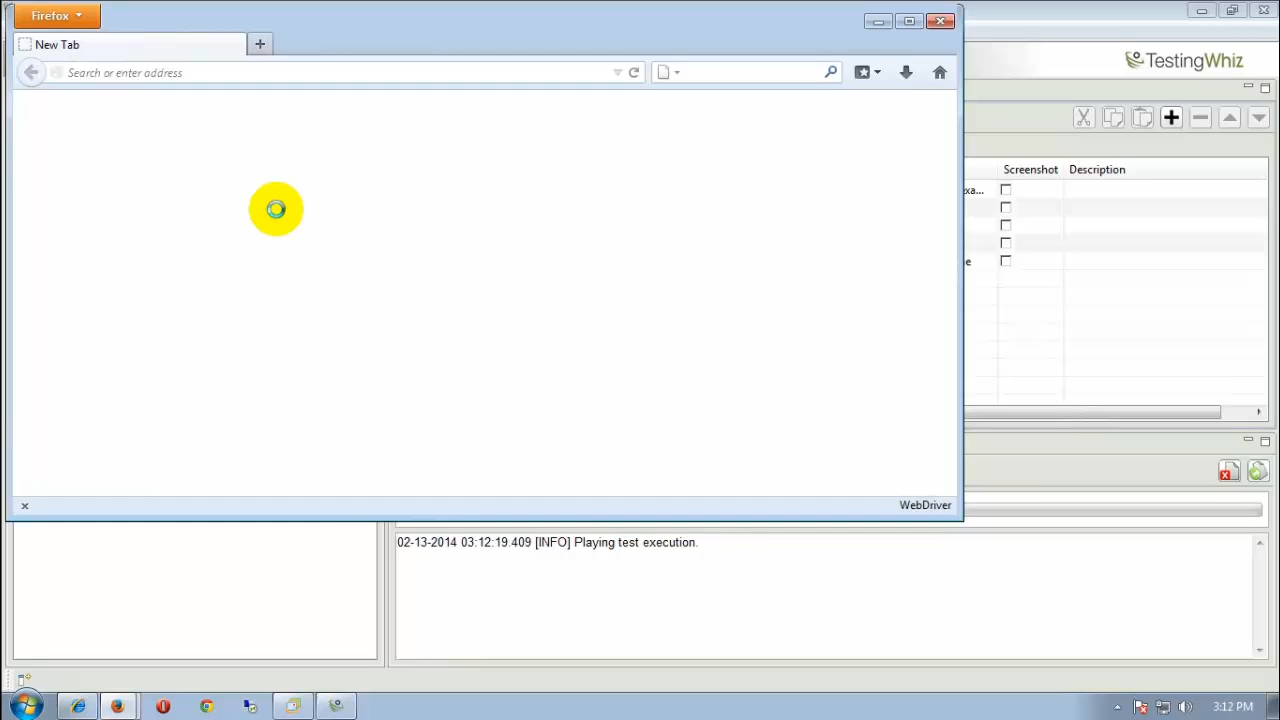 Firefox
New Tab
Search or enter address
TestingWhiz
Screenshot Description
xa...
e
WebDriver
02-13-2014 03:12:19.409 [INFO] Playing test execution.
3:12 PM